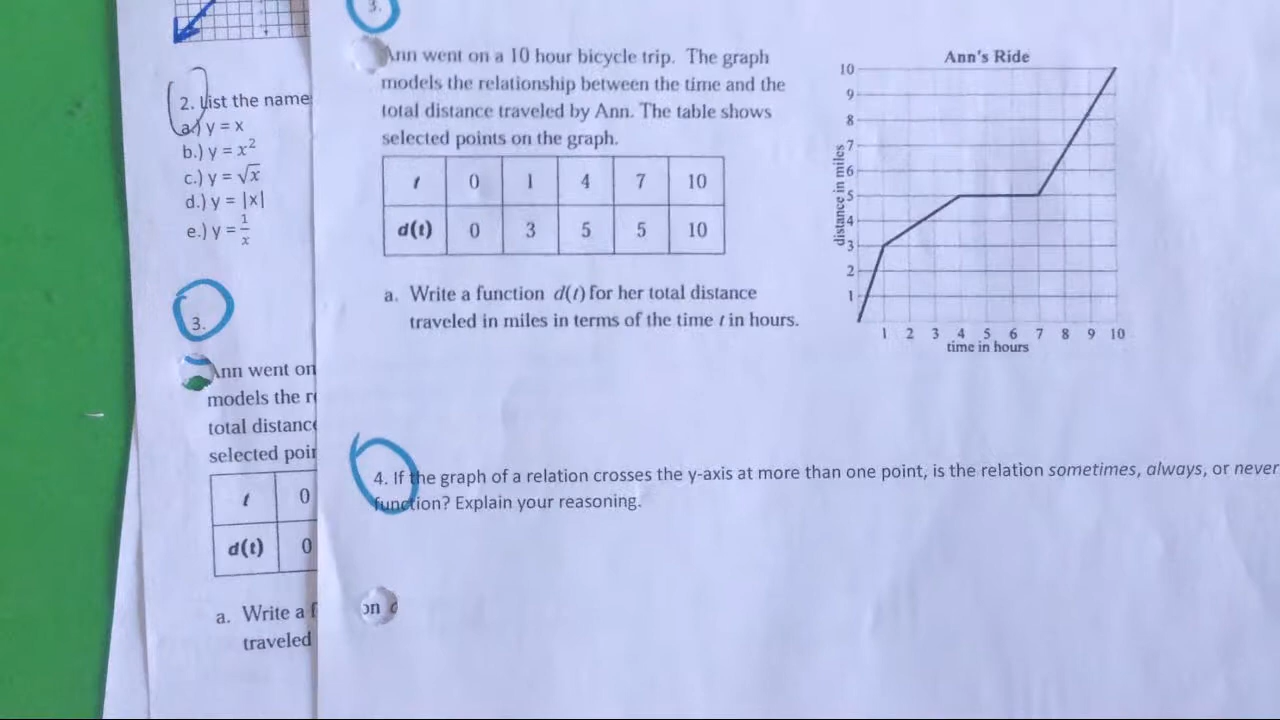 2. List the name
a.) y = x
b.) y = x²
c.) y = √x
d.) y = |x|
e.) y = 1/x
3.
Ann went on
models the r
total distanc
selected poin
t 0
d(t) 0
a. Write a f
traveled
3.
Ann went on a 10 hour bicycle trip. The graph
models the relationship between the time and the
total distance traveled by Ann. The table shows
selected points on the graph.
t 0 1 4 7 10
d(t) 0 3 5 5 10
a. Write a function d(t) for her total distance
traveled in miles in terms of the time t in hours.
Ann's Ride
10
9
8
7
6
5
4
3
2
1
distance in miles
1 2 3 4 5 6 7 8 9 10
time in hours
4. If the graph of a relation crosses the y-axis at more than one point, is the relation sometimes, always, or never
function? Explain your reasoning.
on